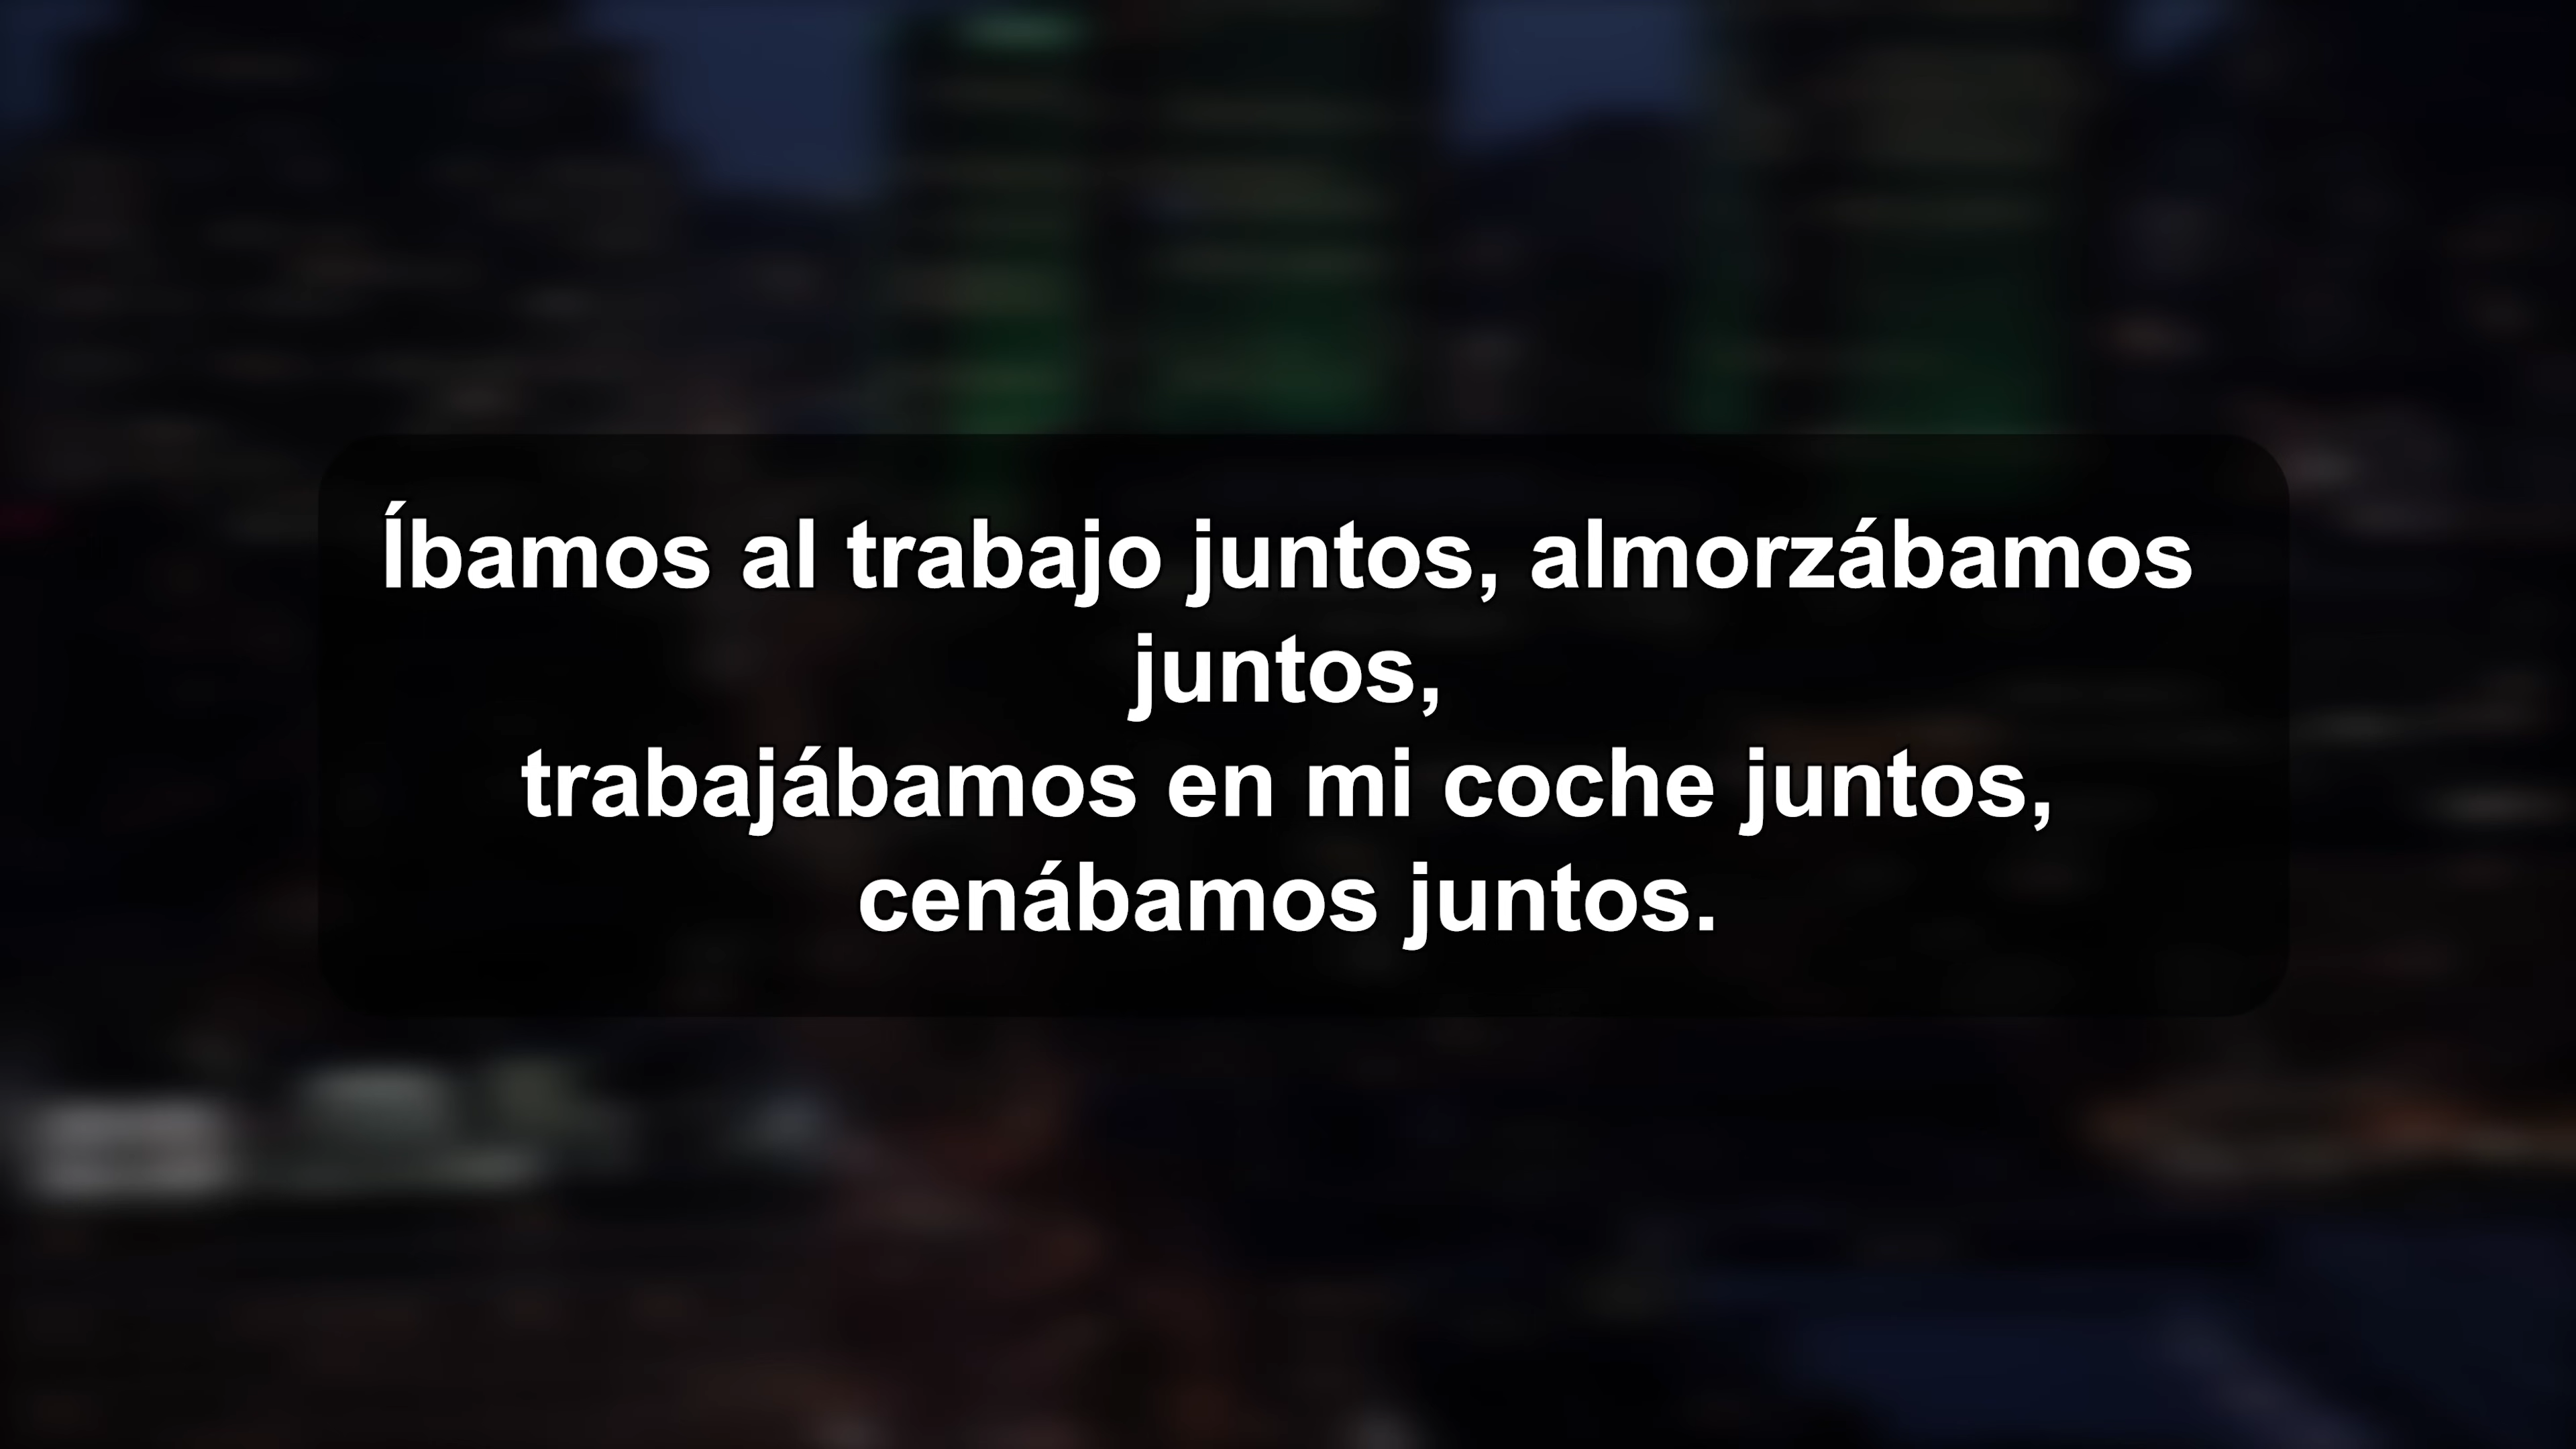 Íbamos al trabajo juntos, almorzábamos
juntos,
trabajábamos en mi coche juntos,
cenábamos juntos.